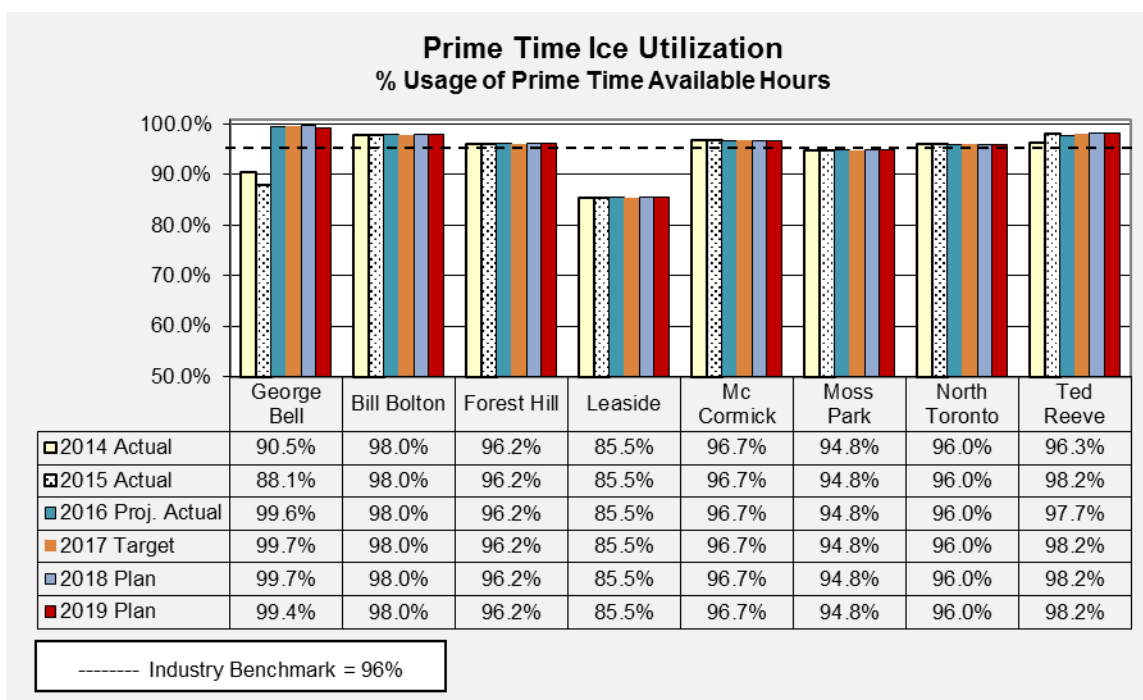 Prime Time Ice Utilization
% Usage of Prime Time Available Hours
100.0%
90.0%
80.0%
70.0%
60.0%
50.0%
George Bell Bill Bolton Forest Hill Leaside Mc Cormick Moss Park North Toronto Ted Reeve
2014 Actual 90.5% 98.0% 96.2% 85.5% 96.7% 94.8% 96.0% 96.3%
2015 Actual 88.1% 98.0% 96.2% 85.5% 96.7% 94.8% 96.0% 98.2%
2016 Proj. Actual 99.6% 98.0% 96.2% 85.5% 96.7% 94.8% 96.0% 97.7%
2017 Target 99.7% 98.0% 96.2% 85.5% 96.7% 94.8% 96.0% 98.2%
2018 Plan 99.7% 98.0% 96.2% 85.5% 96.7% 94.8% 96.0% 98.2%
2019 Plan 99.4% 98.0% 96.2% 85.5% 96.7% 94.8% 96.0% 98.2%
-------- Industry Benchmark = 96%